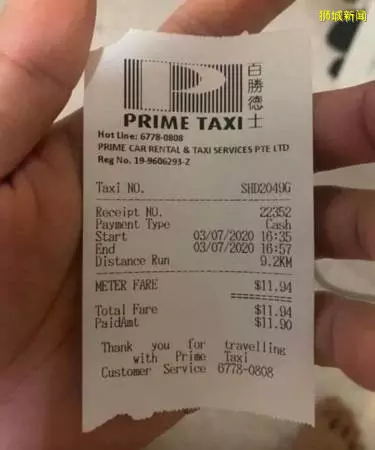 狮城新闻
百勝德士
PRIME TAXI
Hot Line: 6778-0808
PRIME CAR RENTAL & TAXI SERVICES PTE LTD
Reg No. 19-9606293-Z
Taxi NO. SHD2049G
Receipt NO. 22352
Payment Type Cash
Start 03/07/2020 16:35
End 03/07/2020 16:57
Distance Run 9.2KM
METER FARE $11.94
Total Fare $11.94
PaidAmt $11.90
Thank you for travelling
with Prime Taxi
Customer Service 6778-0808